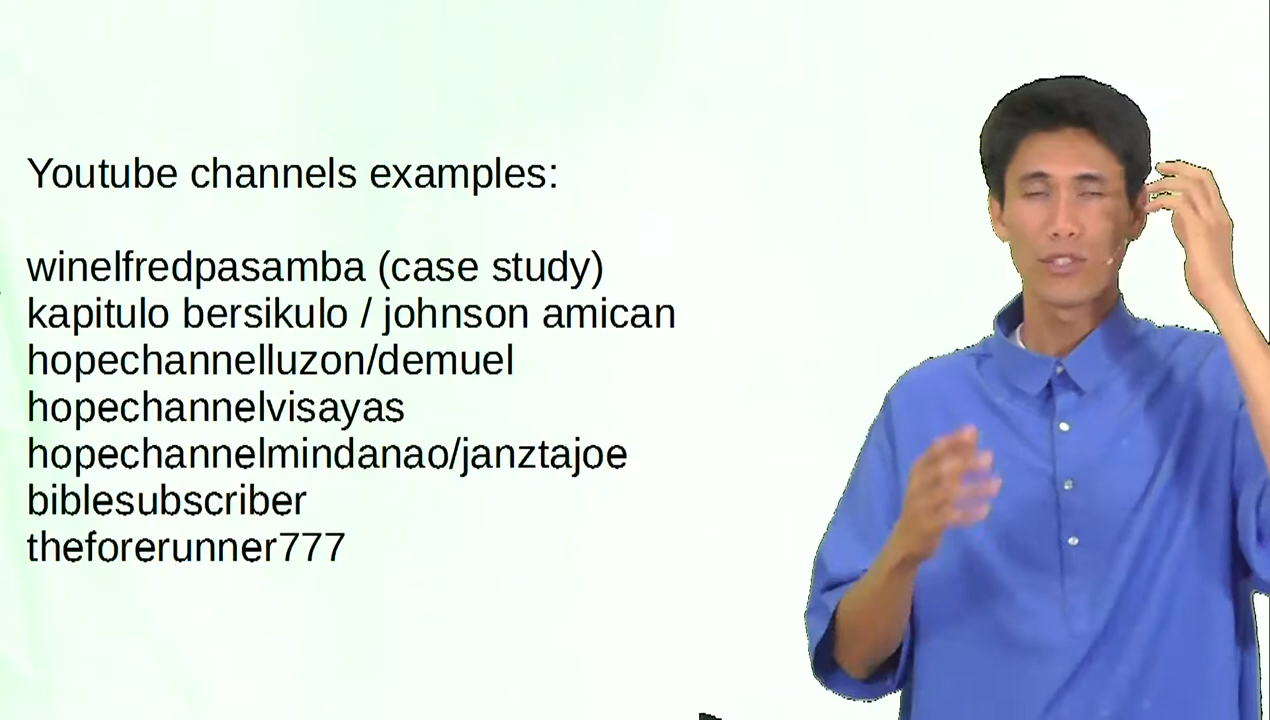 Youtube channels examples:
winelfredpasamba (case study)
kapitulo bersikulo / johnson amican
hopechannelluzon/demuel
hopechannelvisayas
hopechannelmindanao/janztajoe
biblesubscriber
theforerunner777